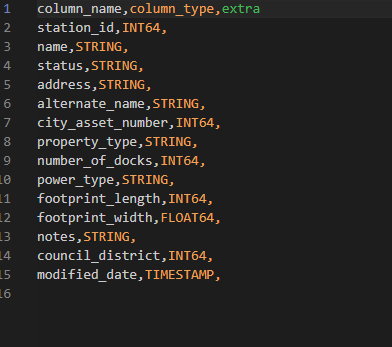 1 column_name,column_type,extra
2 station_id,INT64,
3 name,STRING,
4 status,STRING,
5 address,STRING,
6 alternate_name,STRING,
7 city_asset_number,INT64,
8 property_type,STRING,
9 number_of_docks,INT64,
10 power_type,STRING,
11 footprint_length,INT64,
12 footprint_width,FLOAT64,
13 notes,STRING,
14 council_district,INT64,
15 modified_date,TIMESTAMP,
16